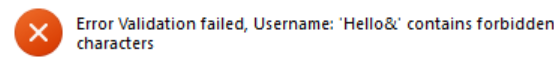 Error Validation failed, Username: 'Hello&' contains forbidden
characters